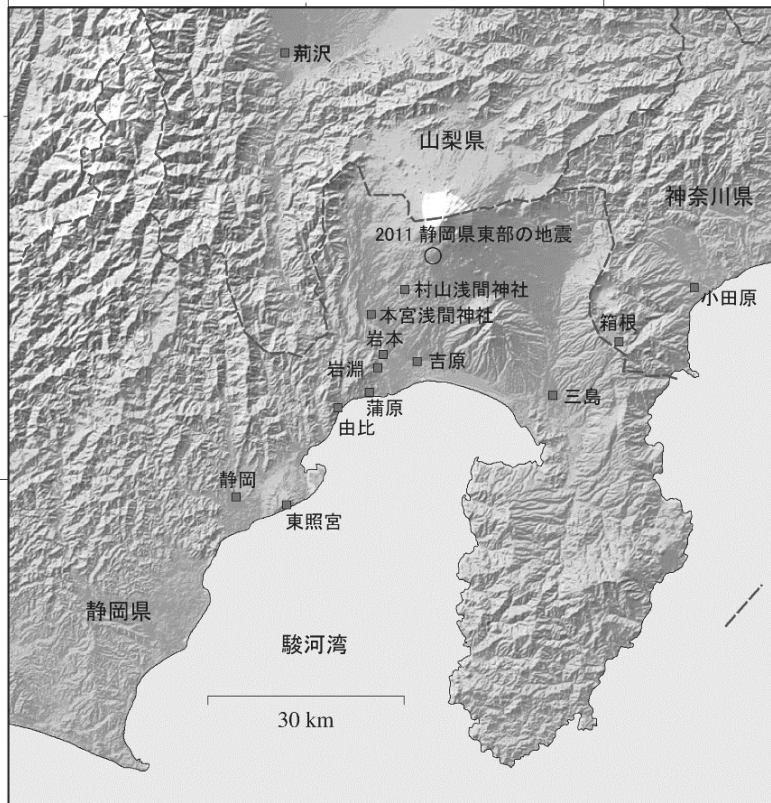 荊沢
山梨県
神奈川県
2011 静岡県東部の地震
村山浅間神社
小田原
本宮浅間神社
箱根
岩本
岩淵
吉原
蒲原
三島
由比
静岡
東照宮
静岡県
駿河湾
30 km